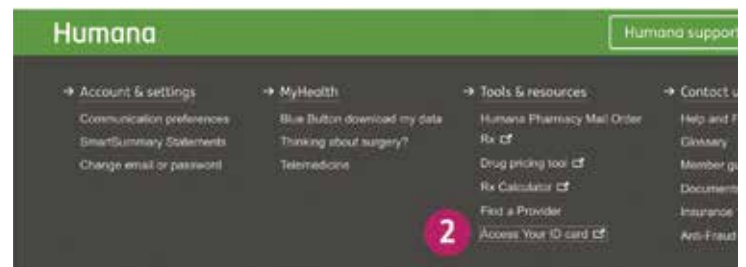 Humana
Humana support
→ Account & settings
Communication preferences
SmartSummary Statements
Change email or password
→ MyHealth
Blue Button download my data
Thinking about surgery?
Telemedicine
→ Tools & resources
Humana Pharmacy Mail Order
Rx
Drug pricing tool
Rx Calculator
Find a Provider
2
Access Your ID card
→ Contact u
Help and F
Glossary
Member gu
Documents
Insurance
Anti-Fraud